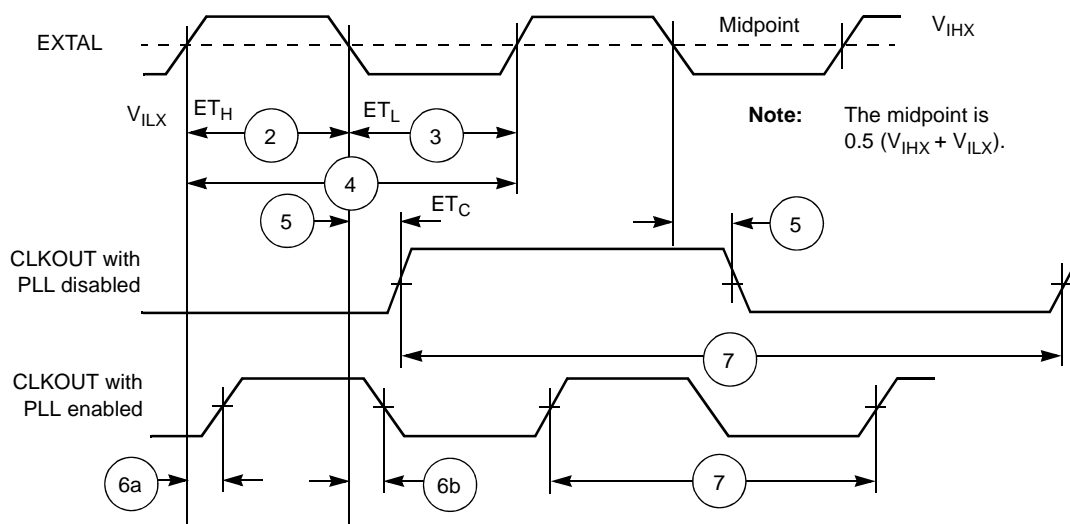 EXTAL
Midpoint
VIHX
VILX
ETH
ETL
2
3
Note: The midpoint is
0.5 (VIHX + VILX).
4
5
ETC
5
CLKOUT with
PLL disabled
7
CLKOUT with
PLL enabled
6a
6b
7